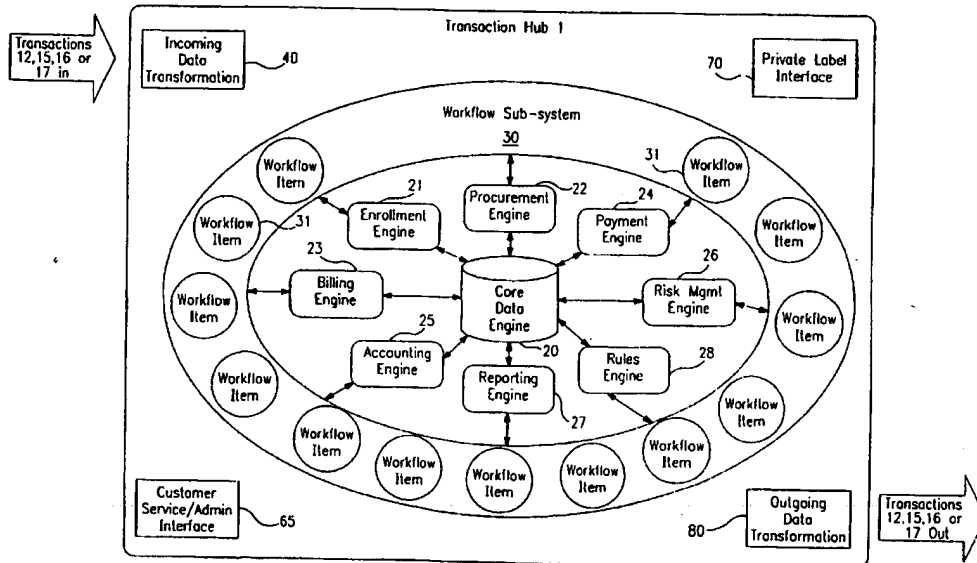 Transaction Hub 1
Transactions
12,15,16 or
17 in
Incoming
Data
Transformation
40
70
Private Label
Interface
Workflow Sub-system
30
Workflow
Item
31
Workflow
Item
21
Enrollment
Engine
22
Procurement
Engine
24
Payment
Engine
Workflow
Item
31
Workflow
Item
23
Billing
Engine
Core
Data
Engine
20
26
Risk Mgmt
Engine
Workflow
Item
Workflow
Item
25
Accounting
Engine
Reporting
Engine
27
Rules
Engine
28
Workflow
Item
Workflow
Item
Workflow
Item
Workflow
Item
Workflow
Item
Workflow
Item
Workflow
Item
Workflow
Item
Customer
Service/Admin
Interface
65
80
Outgoing
Data
Transformation
Transactions
12,15,16 or
17 Out